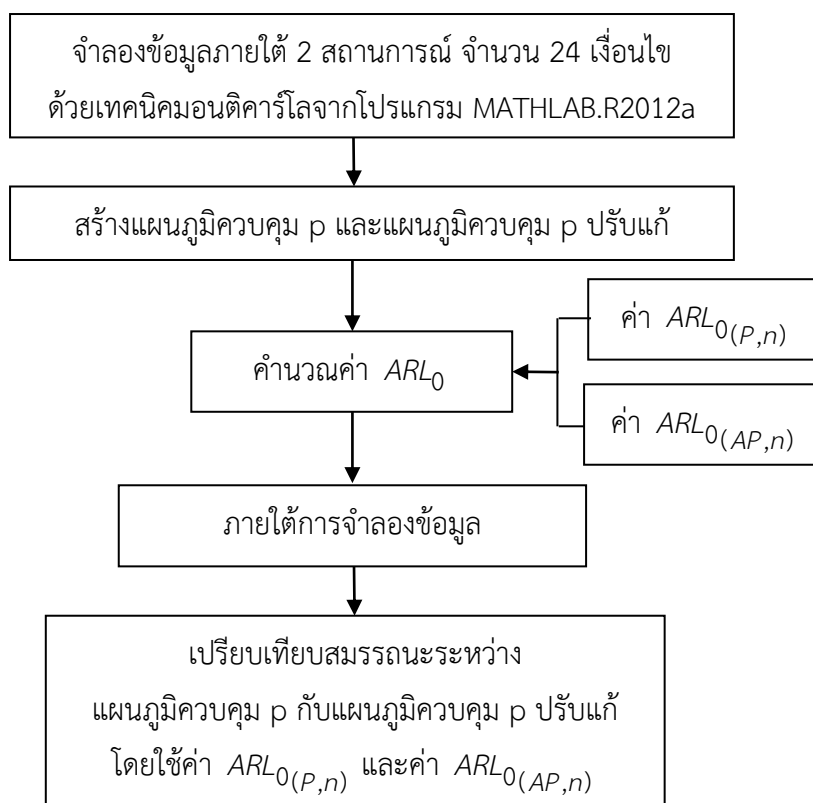 จำลองข้อมูลภายใต้ 2 สถานการณ์ จำนวน 24 เงื่อนไข
ด้วยเทคนิคมอนติคาร์โลจากโปรแกรม MATHLAB.R2012a
สร้างแผนภูมิควบคุม p และแผนภูมิควบคุม p ปรับแก้
ค่า ARL0(P,n)
คำนวณค่า ARL0
ค่า ARL0(AP,n)
ภายใต้การจำลองข้อมูล
เปรียบเทียบสมรรถนะระหว่าง
แผนภูมิควบคุม p กับแผนภูมิควบคุม p ปรับแก้
โดยใช้ค่า ARL0(P,n) และค่า ARL0(AP,n)